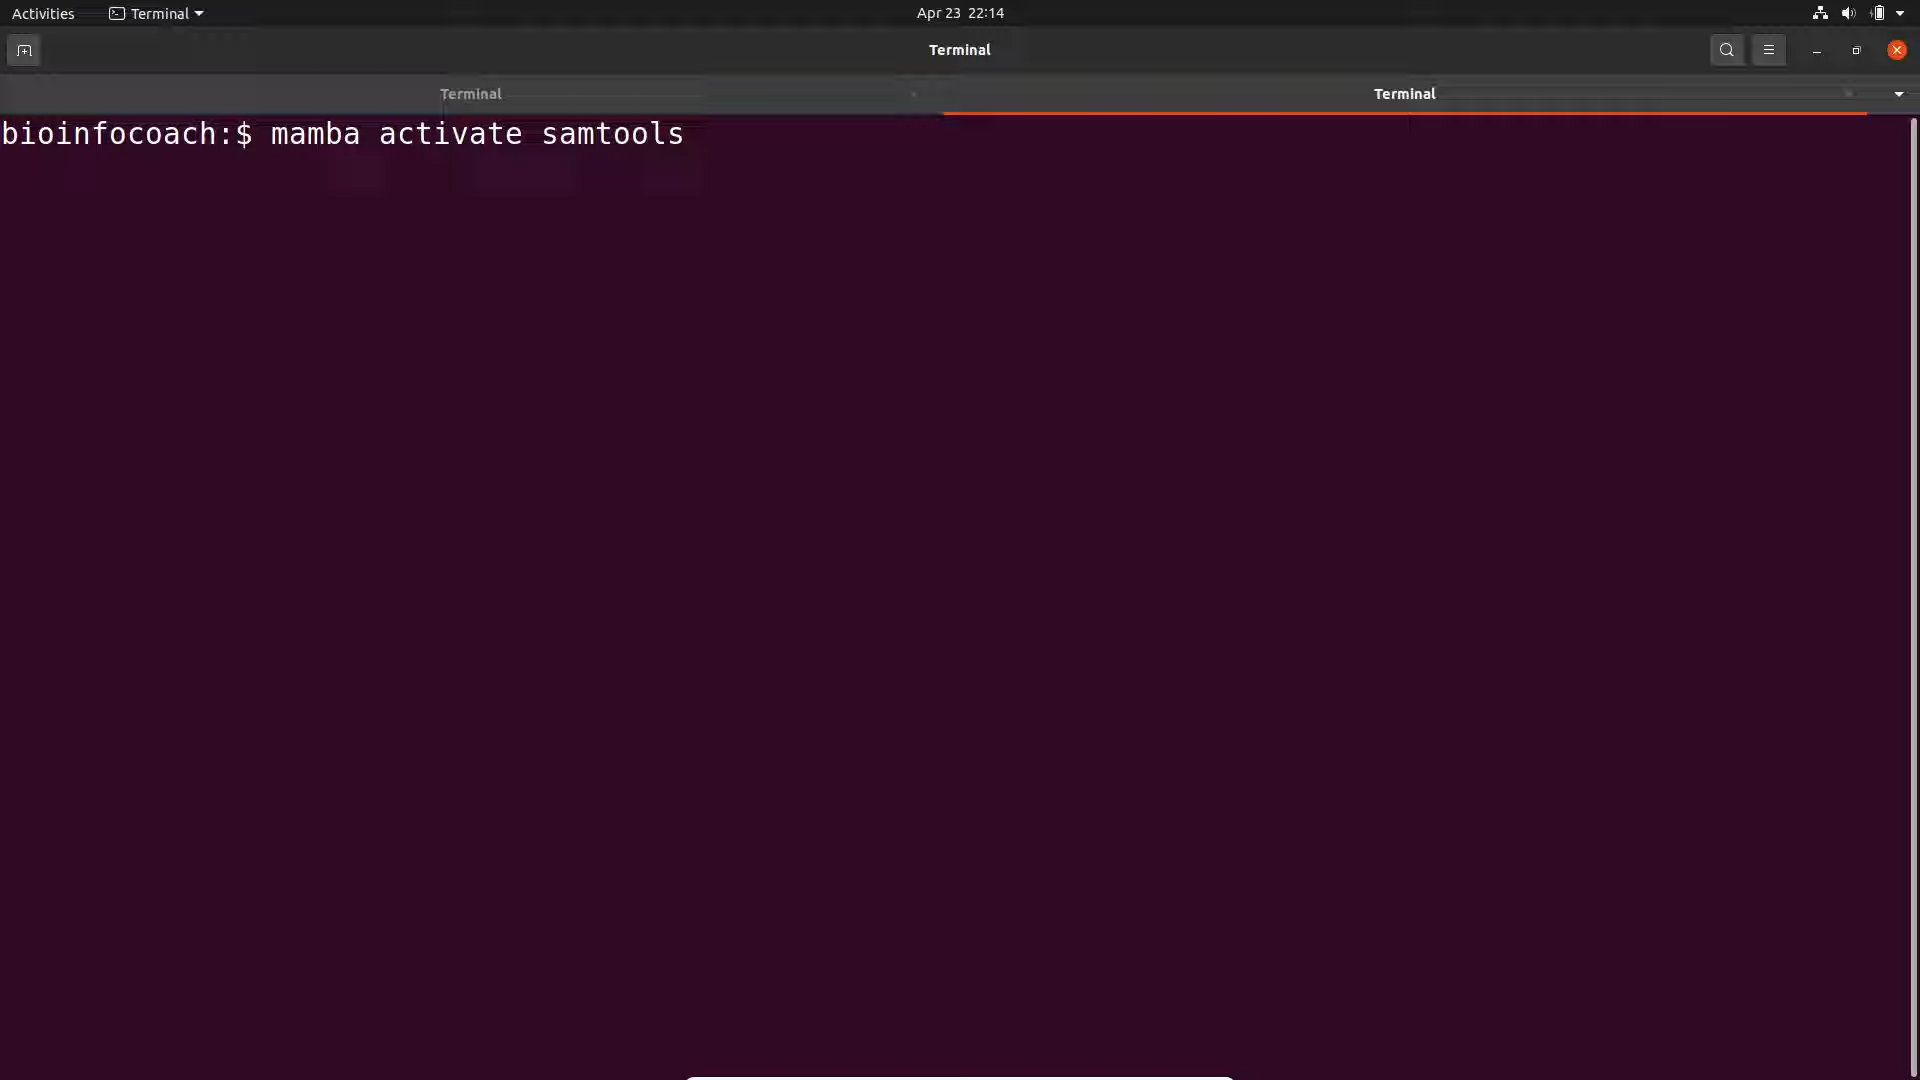 Activities Terminal Apr 23 22:14
Terminal
Terminal Terminal
bioinfocoach:$ mamba activate samtools